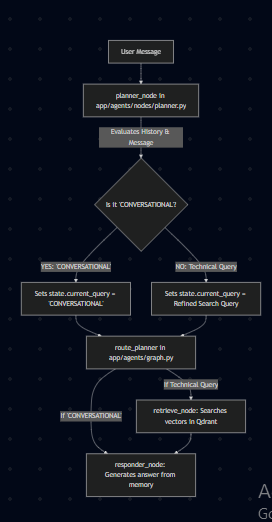 User Message
planner_node in
app/agents/nodes/planner.py
Evaluates History &
Message
Is it 'CONVERSATIONAL'?
YES: 'CONVERSATIONAL'
NO: Technical Query
Sets state.current_query =
'CONVERSATIONAL'
Sets state.current_query =
Refined Search Query
route_planner in
app/agents/graph.py
If Technical Query
If 'CONVERSATIONAL'
retrieve_node: Searches
vectors in Qdrant
responder_node:
Generates answer from
memory
A
Go